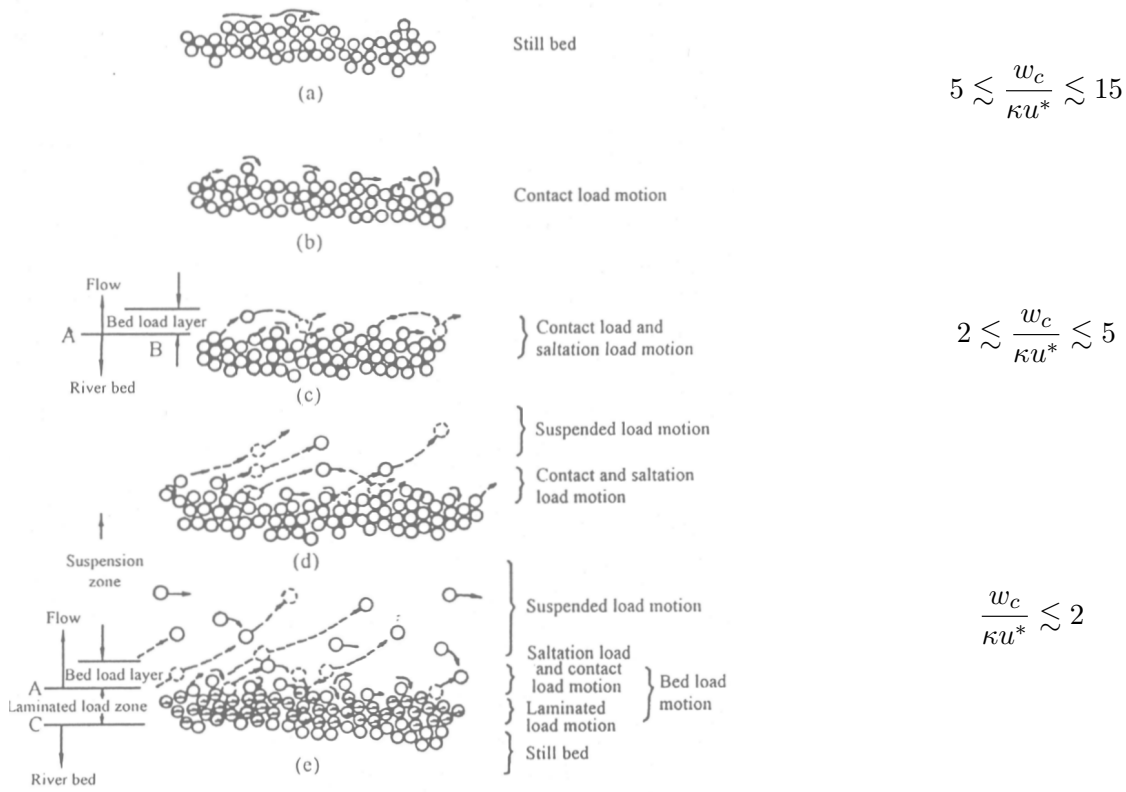 Still bed
(a)
5 ≲ w_c / κu* ≲ 15
Contact load motion
(b)
Flow
Bed load layer
A
B
River bed
Contact load and
saltation load motion
(c)
2 ≲ w_c / κu* ≲ 5
Suspended load motion
Contact and saltation
load motion
(d)
Suspension
zone
Flow
Bed load layer
A
Laminated load zone
C
River bed
Suspended load motion
Saltation load
and contact
load motion
Laminated
load motion
Bed load
motion
Still bed
(e)
w_c / κu* ≲ 2